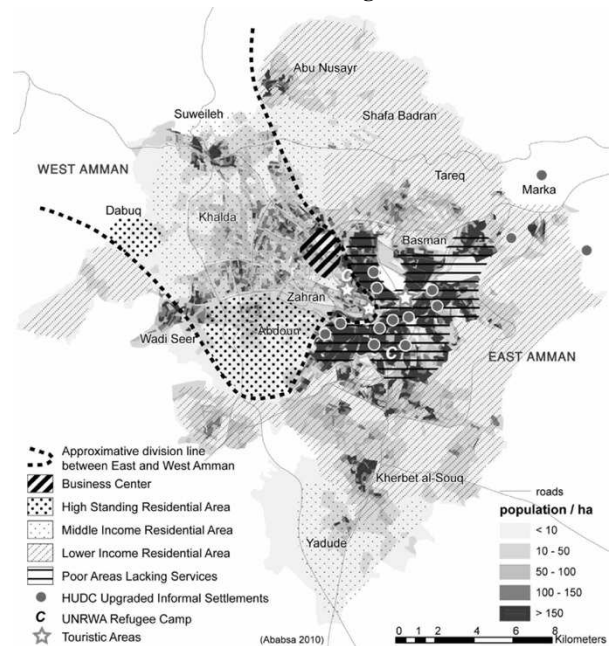 Abu Nusayr
Shafa Badran
Suweileh
WEST AMMAN
Tareq
Marka
Dabuq
Khalda
Basman
Zahran
Wadi Seer
Abdoun
EAST AMMAN
C
C
Kherbet al-Souq
Yadude
Approximative division line
between East and West Amman
Business Center
High Standing Residential Area
Middle Income Residential Area
Lower Income Residential Area
Poor Areas Lacking Services
HUDC Upgraded Informal Settlements
C UNRWA Refugee Camp
Touristic Areas
(Ababsa 2010)
roads
population / ha
< 10
10 - 50
50 - 100
100 - 150
> 150
0 1 2 4 6 8
Kilometers